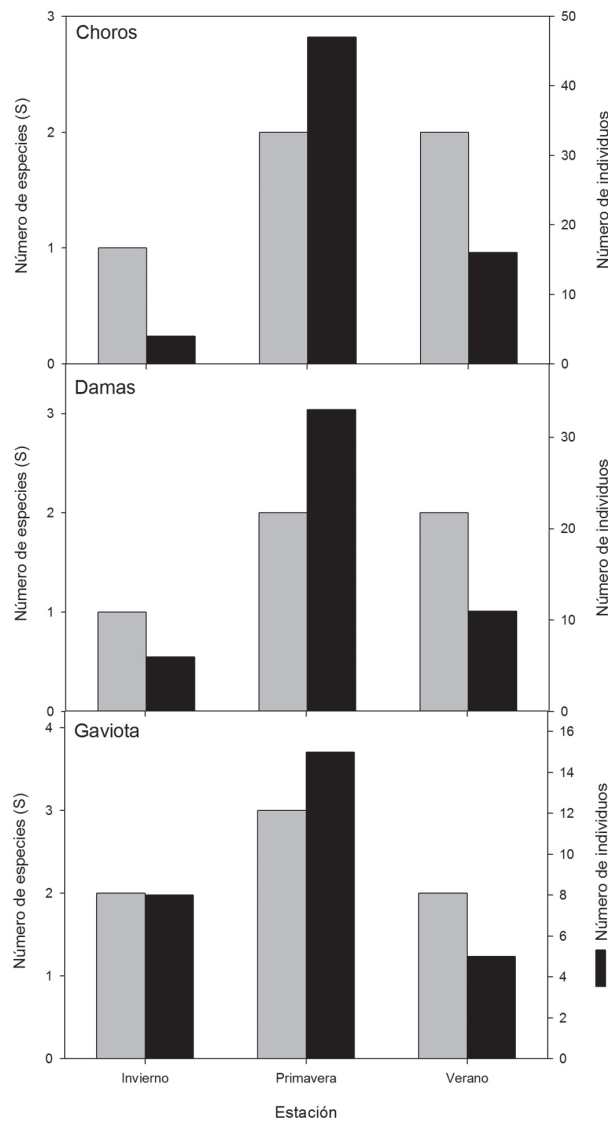 Choros
Número de especies (S)
3
2
1
0
50
40
30
20
10
0
Número de individuos
Damas
Número de especies (S)
3
2
1
0
30
20
10
0
Número de individuos
Gaviota
Número de especies (S)
4
3
2
1
0
16
14
12
10
8
6
4
2
0
Número de individuos
Invierno Primavera Verano
Estación